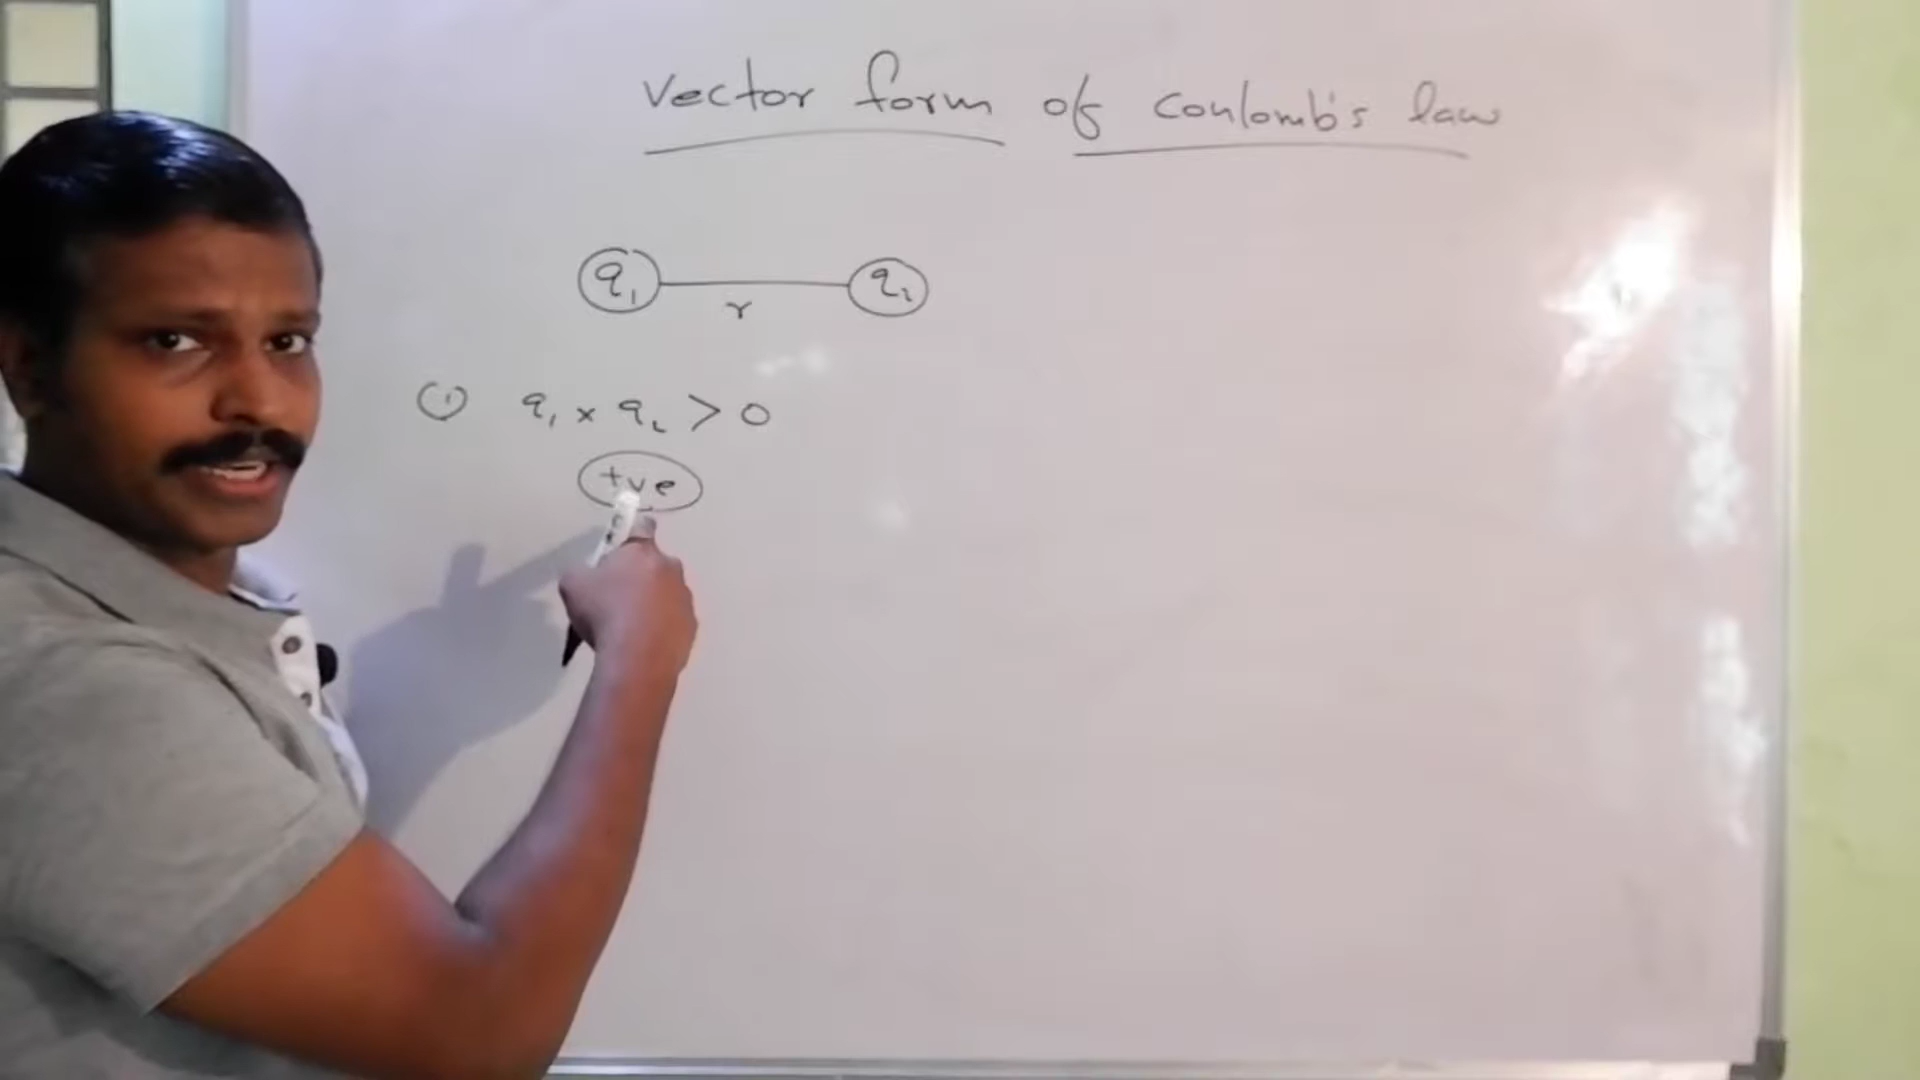 Vector form of Coulomb's law
q₁ q₂
r
(1) q₁ × q₂ > 0
+ve